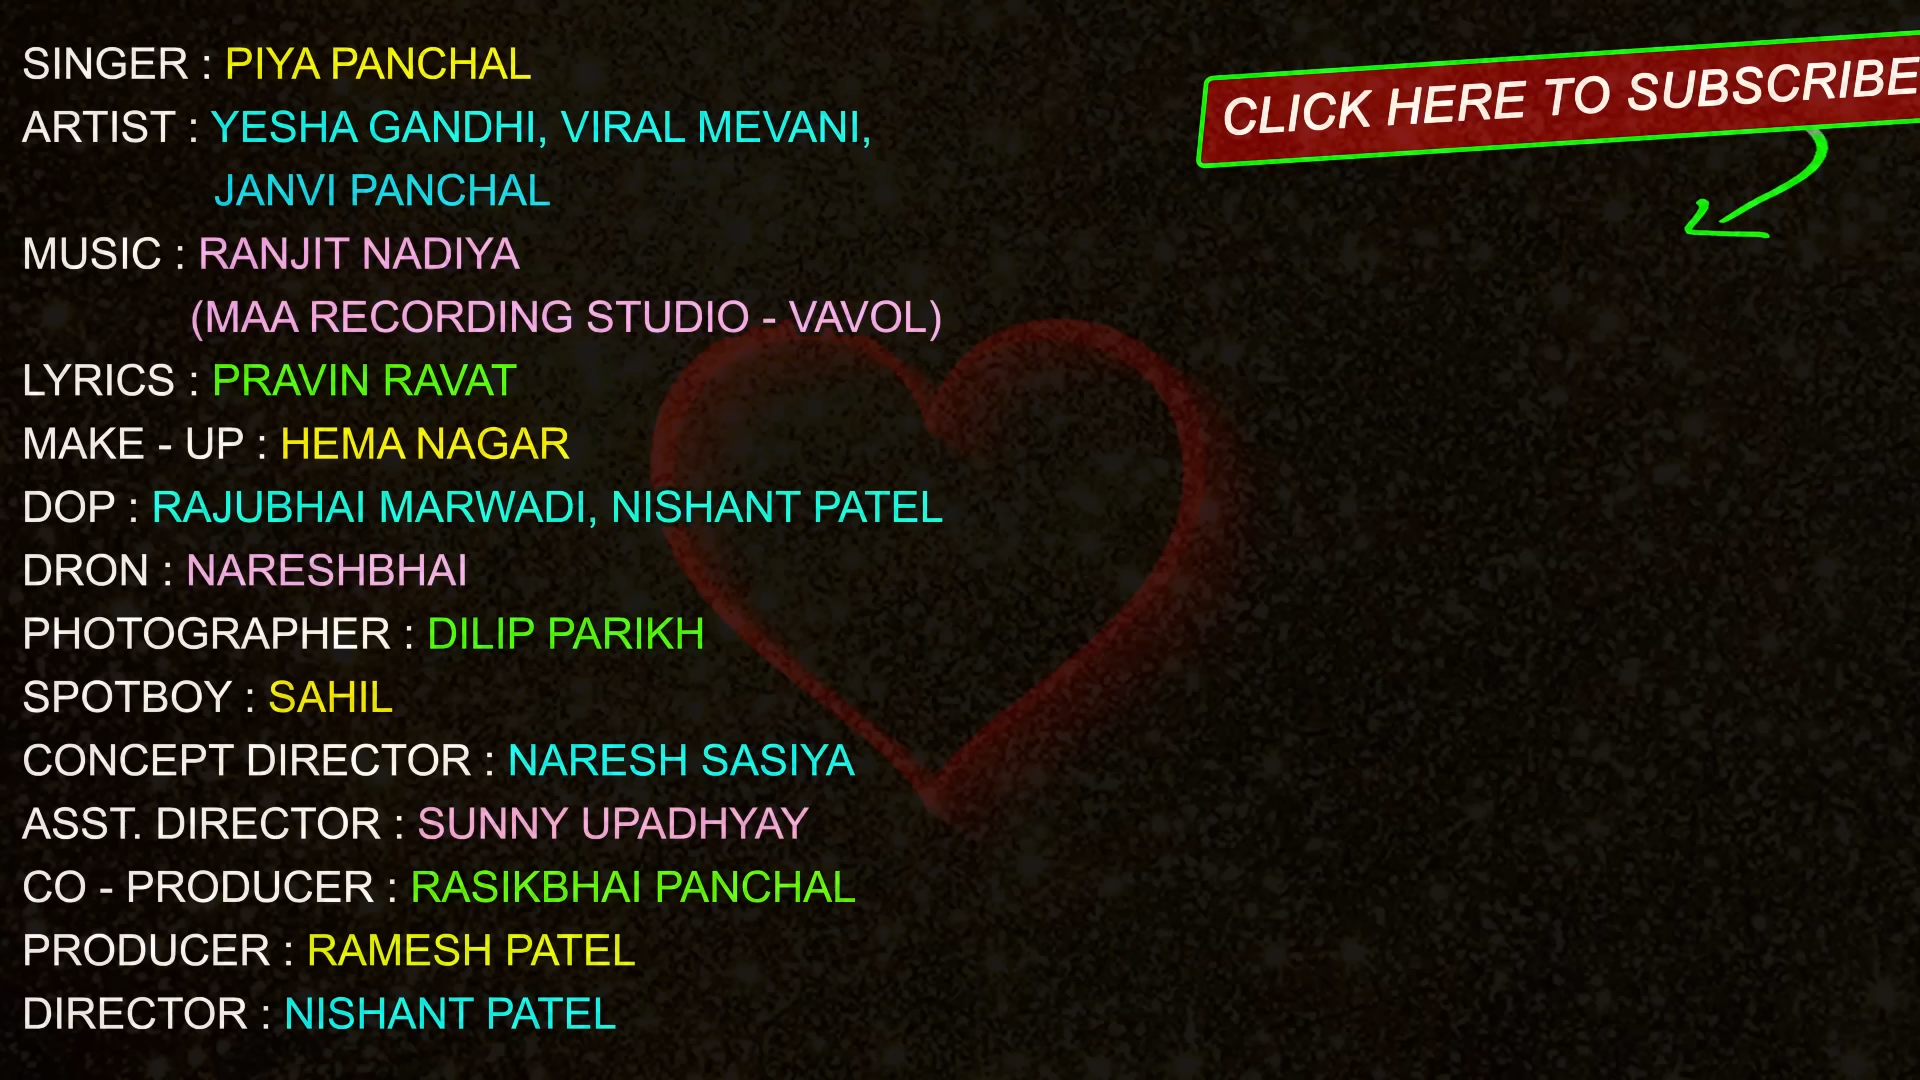 SINGER : PIYA PANCHAL
ARTIST : YESHA GANDHI, VIRAL MEVANI,
JANVI PANCHAL
MUSIC : RANJIT NADIYA
(MAA RECORDING STUDIO - VAVOL)
LYRICS : PRAVIN RAVAT
MAKE - UP : HEMA NAGAR
DOP : RAJUBHAI MARWADI, NISHANT PATEL
DRON : NARESHBHAI
PHOTOGRAPHER : DILIP PARIKH
SPOTBOY : SAHIL
CONCEPT DIRECTOR : NARESH SASIYA
ASST. DIRECTOR : SUNNY UPADHYAY
CO - PRODUCER : RASIKBHAI PANCHAL
PRODUCER : RAMESH PATEL
DIRECTOR : NISHANT PATEL
CLICK HERE TO SUBSCRIBE